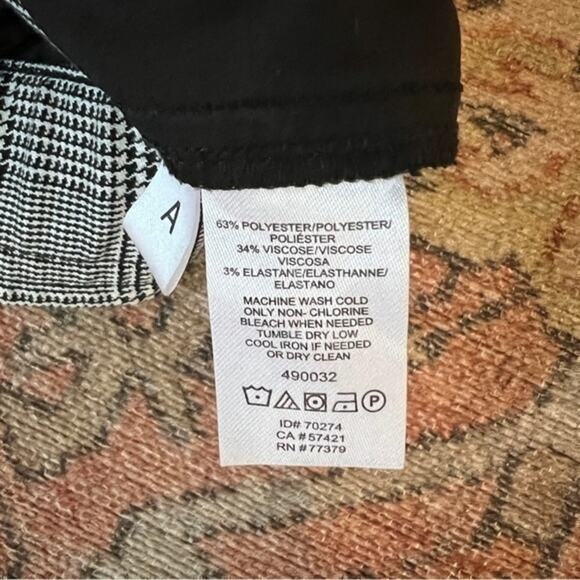 A
63% POLYESTER/POLYESTER/
POLIÉSTER
34% VISCOSE/VISCOSE
VISCOSA
3% ELASTANE/ELASTHANNE/
ELASTANO
MACHINE WASH COLD
ONLY NON- CHLORINE
BLEACH WHEN NEEDED
TUMBLE DRY LOW
COOL IRON IF NEEDED
OR DRY CLEAN
490032
P
ID# 70274
CA #57421
RN #77379